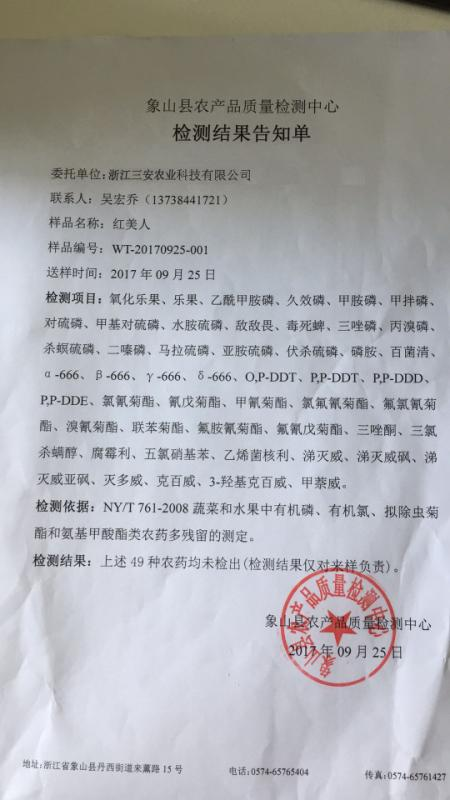 象山县农产品质量检测中心
检测结果告知单
委托单位:浙江三安农业科技有限公司
联系人：吴宏乔（13738441721）
样品名称：红美人
样品编号：WT-20170925-001
送样时间：2017 年 09 月 25 日
检测项目：氧化乐果、乐果、乙酰甲胺磷、久效磷、甲胺磷、甲拌磷、
对硫磷、甲基对硫磷、水胺硫磷、敌敌畏、毒死蜱、三唑磷、丙溴磷、
杀螟硫磷、二嗪磷、马拉硫磷、亚胺硫磷、伏杀硫磷、磷胺、百菌清、
α-666、β-666、γ-666、δ-666、O,P-DDT、P,P-DDT、P,P-DDD、
P,P-DDE、氯氰菊酯、氰戊菊酯、甲氰菊酯、氯氟氰菊酯、氟氯氰菊
酯、溴氰菊酯、联苯菊酯、氟胺氰菊酯、氟氰戊菊酯、三唑酮、三氯
杀螨醇、腐霉利、五氯硝基苯、乙烯菌核利、涕灭威、涕灭威砜、涕
灭威亚砜、灭多威、克百威、3-羟基克百威、甲萘威。
检测依据：NY/T 761-2008 蔬菜和水果中有机磷、有机氯、拟除虫菊
酯和氨基甲酸酯类农药多残留的测定。
检测结果：上述 49 种农药均未检出(检测结果仅对来样负责)。
象山县农产品质量检测中心
象山县农产品质量检测中心
2017 年 09 月 25 日
地址:浙江省象山县丹西街道来薰路 15 号 电话:0574-65765404 传真:0574-65761427